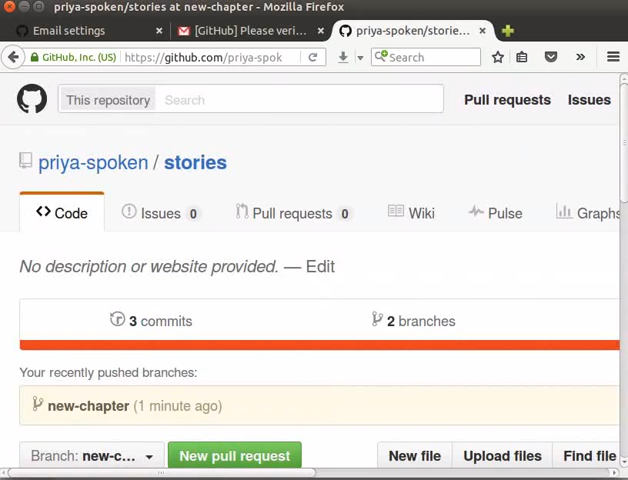 priya-spoken/stories at new-chapter - Mozilla Firefox
Email settings × [GitHub] Please veri... × priya-spoken/storie... ×
GitHub, Inc. (US) https://github.com/priya-spok Search
This repository Search Pull requests Issues
priya-spoken / stories
Code Issues 0 Pull requests 0 Wiki Pulse Graphs
No description or website provided. — Edit
3 commits 2 branches
Your recently pushed branches:
new-chapter (1 minute ago)
Branch: new-c... New pull request New file Upload files Find file